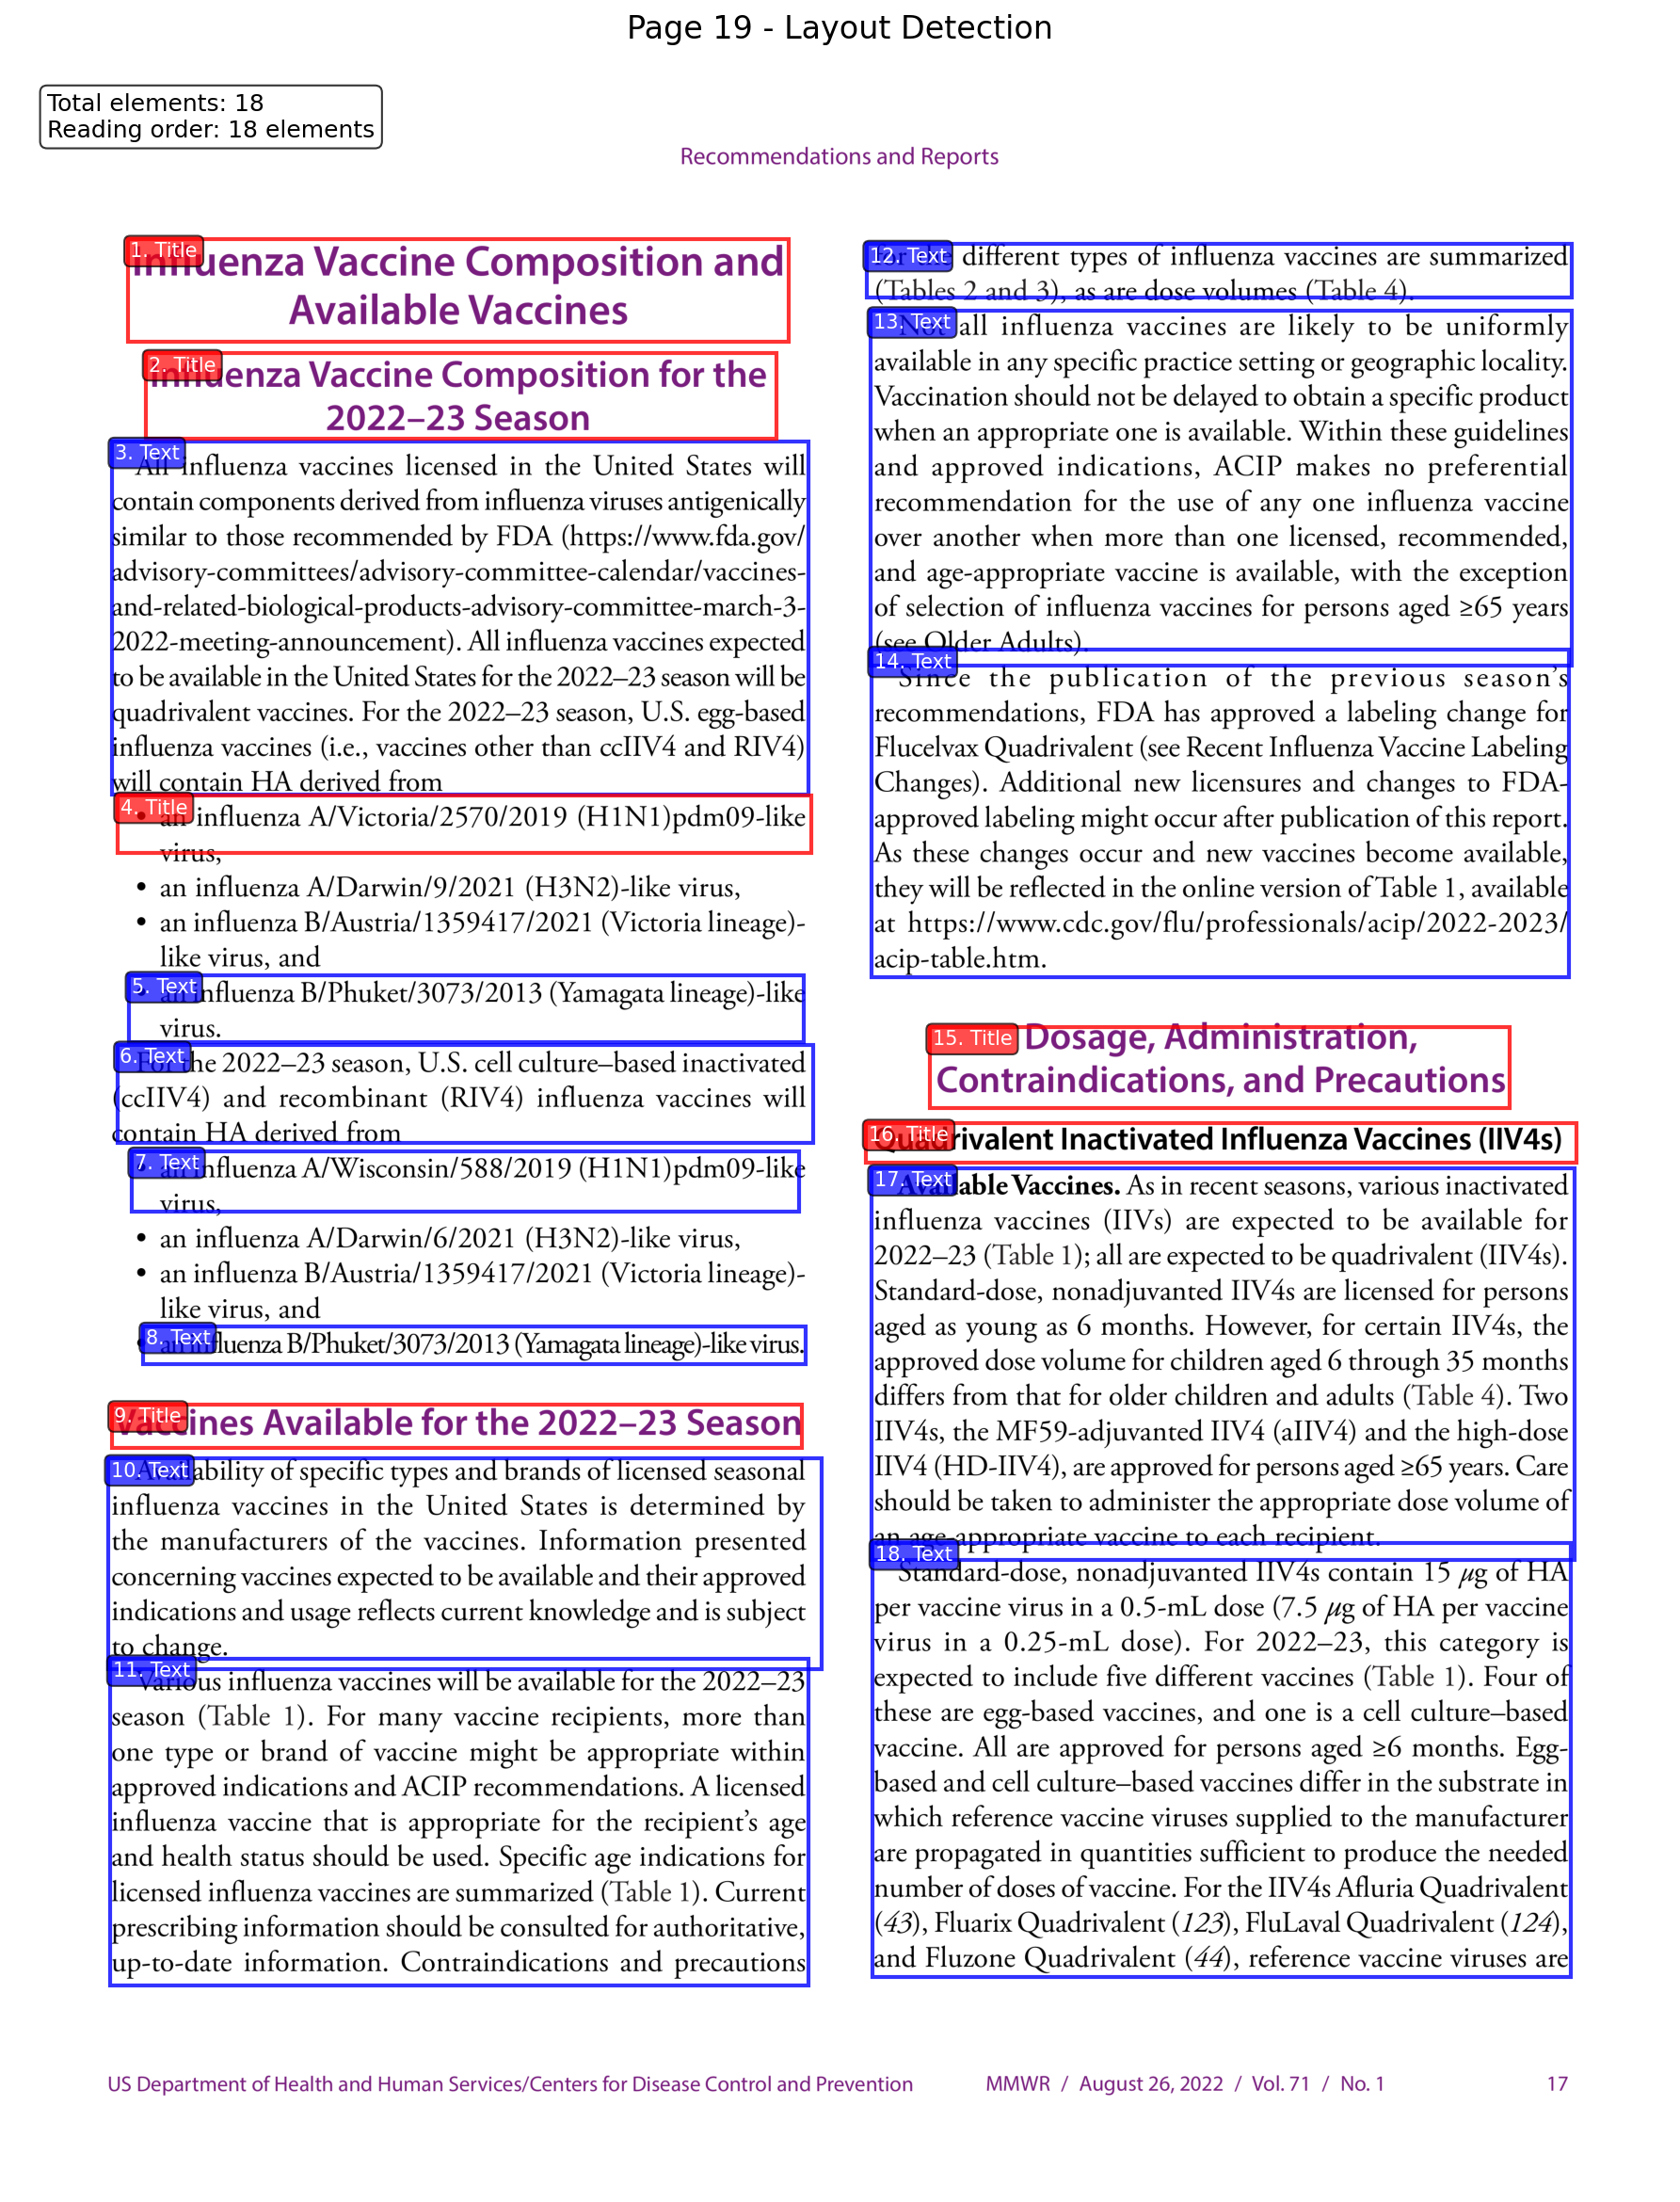 Page 19 - Layout Detection
Total elements: 18
Reading order: 18 elements
Recommendations and Reports
1. Title
Influenza Vaccine Composition and
Available Vaccines
2. Title
Influenza Vaccine Composition for the
2022–23 Season
3. Text
All influenza vaccines licensed in the United States will
contain components derived from influenza viruses antigenically
similar to those recommended by FDA (https://www.fda.gov/
advisory-committees/advisory-committee-calendar/vaccines-
and-related-biological-products-advisory-committee-march-3-
2022-meeting-announcement). All influenza vaccines expected
to be available in the United States for the 2022–23 season will be
quadrivalent vaccines. For the 2022–23 season, U.S. egg-based
influenza vaccines (i.e., vaccines other than ccIIV4 and RIV4)
will contain HA derived from
4. Title
• an influenza A/Victoria/2570/2019 (H1N1)pdm09-like
virus,
• an influenza A/Darwin/9/2021 (H3N2)-like virus,
• an influenza B/Austria/1359417/2021 (Victoria lineage)-
like virus, and
5. Text
• an influenza B/Phuket/3073/2013 (Yamagata lineage)-like
virus.
6. Text
For the 2022–23 season, U.S. cell culture–based inactivated
(ccIIV4) and recombinant (RIV4) influenza vaccines will
contain HA derived from
7. Text
• an influenza A/Wisconsin/588/2019 (H1N1)pdm09-like
virus,
• an influenza A/Darwin/6/2021 (H3N2)-like virus,
• an influenza B/Austria/1359417/2021 (Victoria lineage)-
like virus, and
8. Text
• an influenza B/Phuket/3073/2013 (Yamagata lineage)-like virus.
9. Title
Vaccines Available for the 2022–23 Season
10. Text
Availability of specific types and brands of licensed seasonal
influenza vaccines in the United States is determined by
the manufacturers of the vaccines. Information presented
concerning vaccines expected to be available and their approved
indications and usage reflects current knowledge and is subject
to change.
11. Text
Various influenza vaccines will be available for the 2022–23
season (Table 1). For many vaccine recipients, more than
one type or brand of vaccine might be appropriate within
approved indications and ACIP recommendations. A licensed
influenza vaccine that is appropriate for the recipient's age
and health status should be used. Specific age indications for
licensed influenza vaccines are summarized (Table 1). Current
prescribing information should be consulted for authoritative,
up-to-date information. Contraindications and precautions
12. Text
for the different types of influenza vaccines are summarized
(Tables 2 and 3), as are dose volumes (Table 4).
13. Text
Not all influenza vaccines are likely to be uniformly
available in any specific practice setting or geographic locality.
Vaccination should not be delayed to obtain a specific product
when an appropriate one is available. Within these guidelines
and approved indications, ACIP makes no preferential
recommendation for the use of any one influenza vaccine
over another when more than one licensed, recommended,
and age-appropriate vaccine is available, with the exception
of selection of influenza vaccines for persons aged ≥65 years
(see Older Adults).
14. Text
Since the publication of the previous season's
recommendations, FDA has approved a labeling change for
Flucelvax Quadrivalent (see Recent Influenza Vaccine Labeling
Changes). Additional new licensures and changes to FDA-
approved labeling might occur after publication of this report.
As these changes occur and new vaccines become available,
they will be reflected in the online version of Table 1, available
at https://www.cdc.gov/flu/professionals/acip/2022-2023/
acip-table.htm.
15. Title
Dosage, Administration,
Contraindications, and Precautions
16. Title
Quadrivalent Inactivated Influenza Vaccines (IIV4s)
17. Text
Available Vaccines. As in recent seasons, various inactivated
influenza vaccines (IIVs) are expected to be available for
2022–23 (Table 1); all are expected to be quadrivalent (IIV4s).
Standard-dose, nonadjuvanted IIV4s are licensed for persons
aged as young as 6 months. However, for certain IIV4s, the
approved dose volume for children aged 6 through 35 months
differs from that for older children and adults (Table 4). Two
IIV4s, the MF59-adjuvanted IIV4 (aIIV4) and the high-dose
IIV4 (HD-IIV4), are approved for persons aged ≥65 years. Care
should be taken to administer the appropriate dose volume of
an age-appropriate vaccine to each recipient.
18. Text
Standard-dose, nonadjuvanted IIV4s contain 15 µg of HA
per vaccine virus in a 0.5-mL dose (7.5 µg of HA per vaccine
virus in a 0.25-mL dose). For 2022–23, this category is
expected to include five different vaccines (Table 1). Four of
these are egg-based vaccines, and one is a cell culture–based
vaccine. All are approved for persons aged ≥6 months. Egg-
based and cell culture–based vaccines differ in the substrate in
which reference vaccine viruses supplied to the manufacturer
are propagated in quantities sufficient to produce the needed
number of doses of vaccine. For the IIV4s Afluria Quadrivalent
(43), Fluarix Quadrivalent (123), FluLaval Quadrivalent (124),
and Fluzone Quadrivalent (44), reference vaccine viruses are
US Department of Health and Human Services/Centers for Disease Control and Prevention MMWR / August 26, 2022 / Vol. 71 / No. 1 17